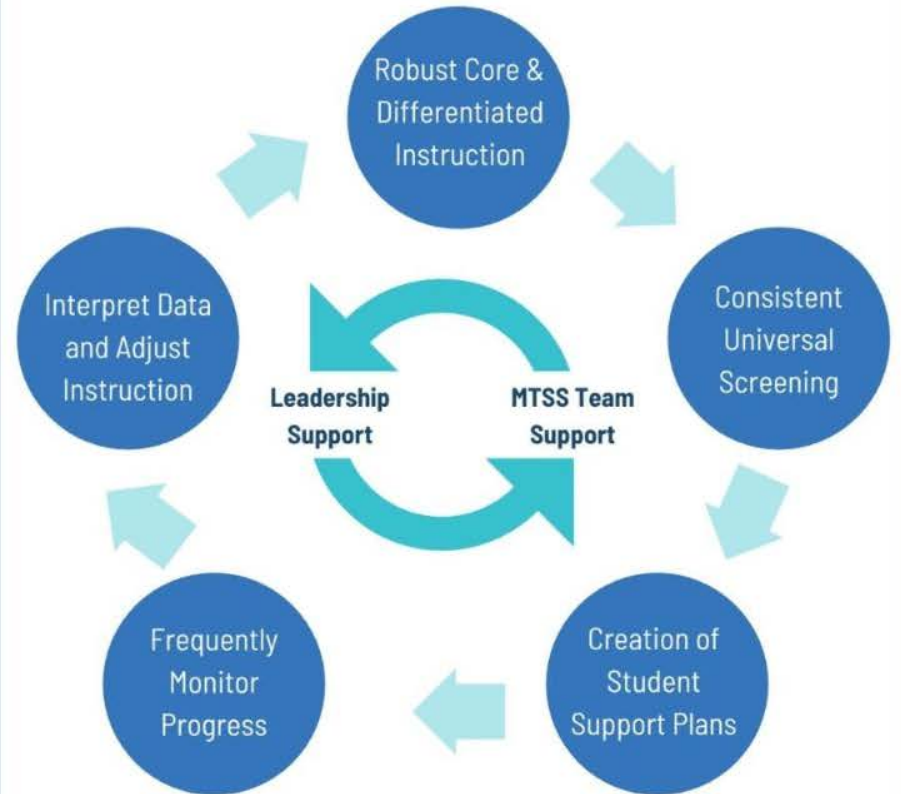 Robust Core &
Differentiated
Instruction
Consistent
Universal
Screening
Creation of
Student
Support Plans
Frequently
Monitor
Progress
Interpret Data
and Adjust
Instruction
Leadership
Support
MTSS Team
Support